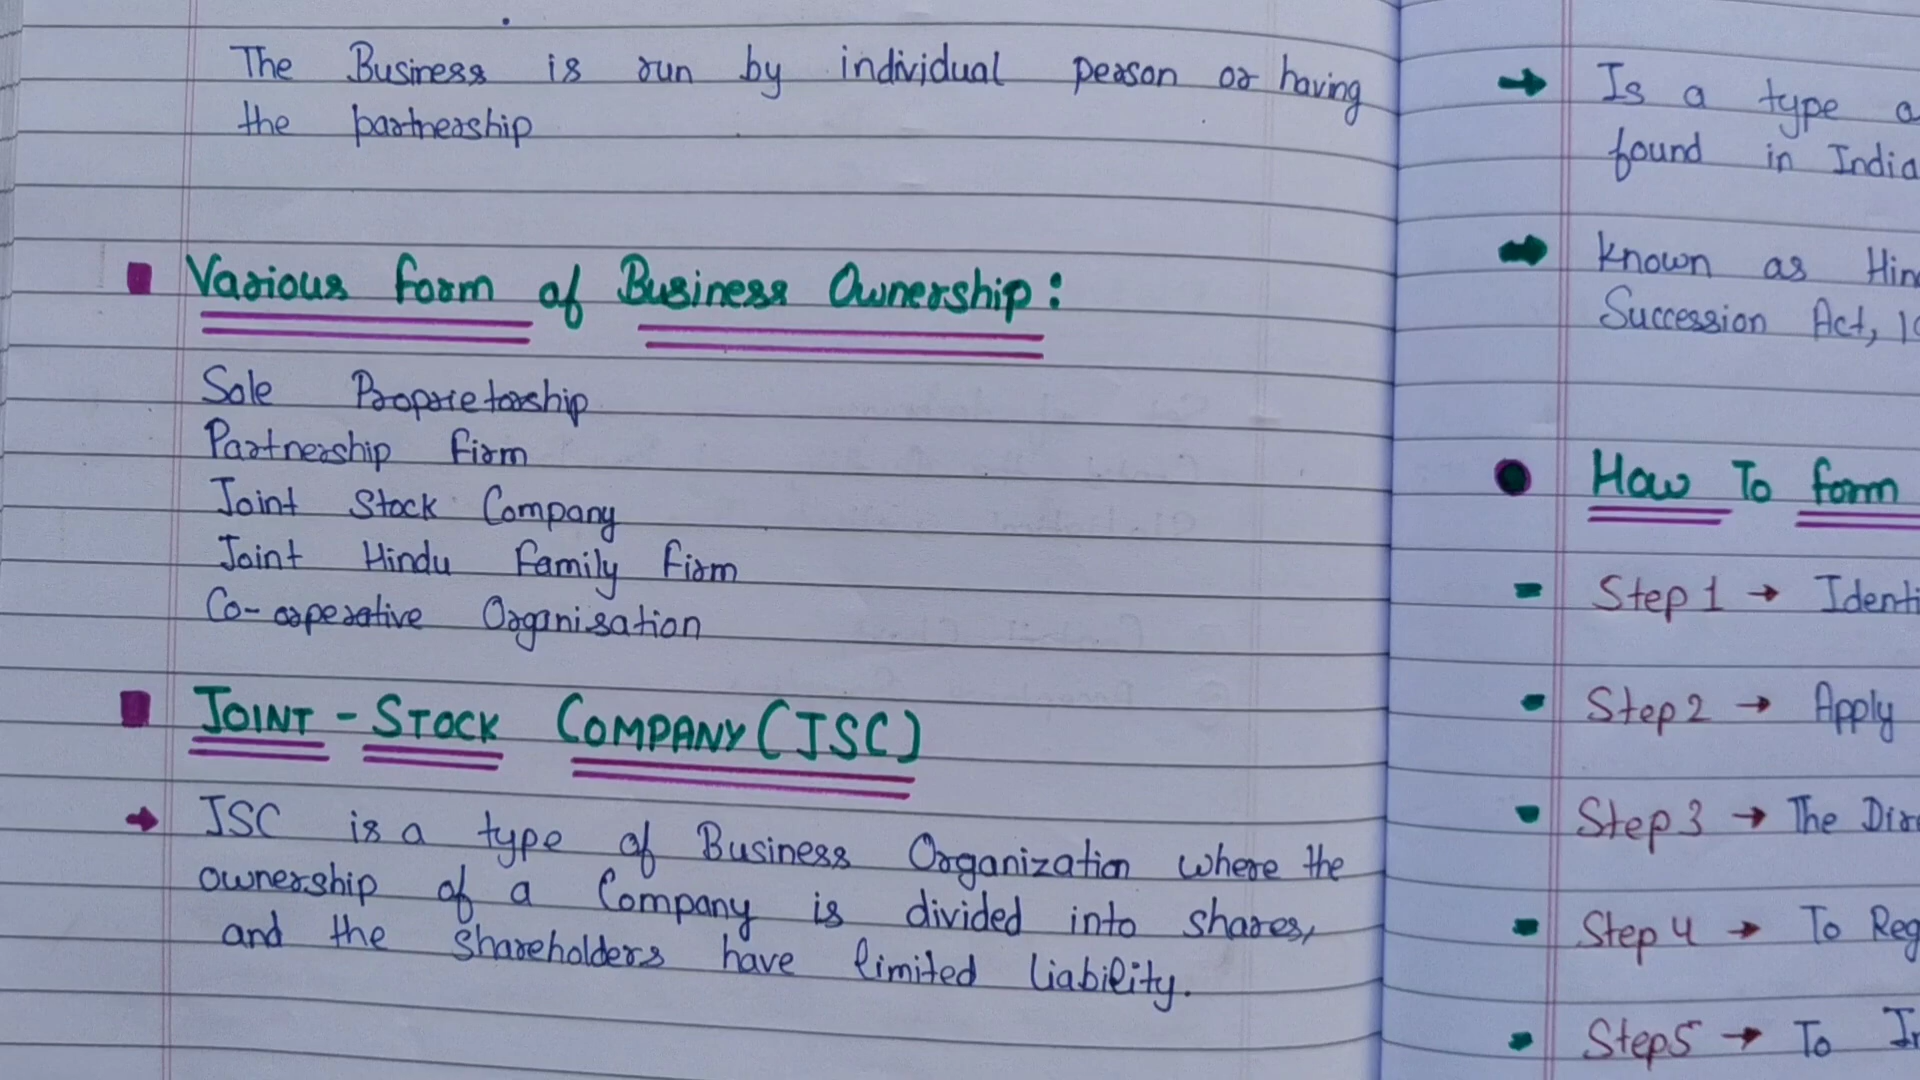 The Business is run by individual person or having
the partnership
Various form of Business Ownership:
Sole Proprietorship
Partnership firm
Joint Stock Company
Joint Hindu family firm
Co-operative Organisation
JOINT-STOCK COMPANY(JSC)
JSC is a type of Business Organization where the
ownership of a Company is divided into shares,
and the shareholders have limited liability.
Is a type
found in India
Known as
Succession Act,
How To form
Step 1 →
Step 2 → Apply
Step 3 → The
Step 4 → To
Step 5 → To